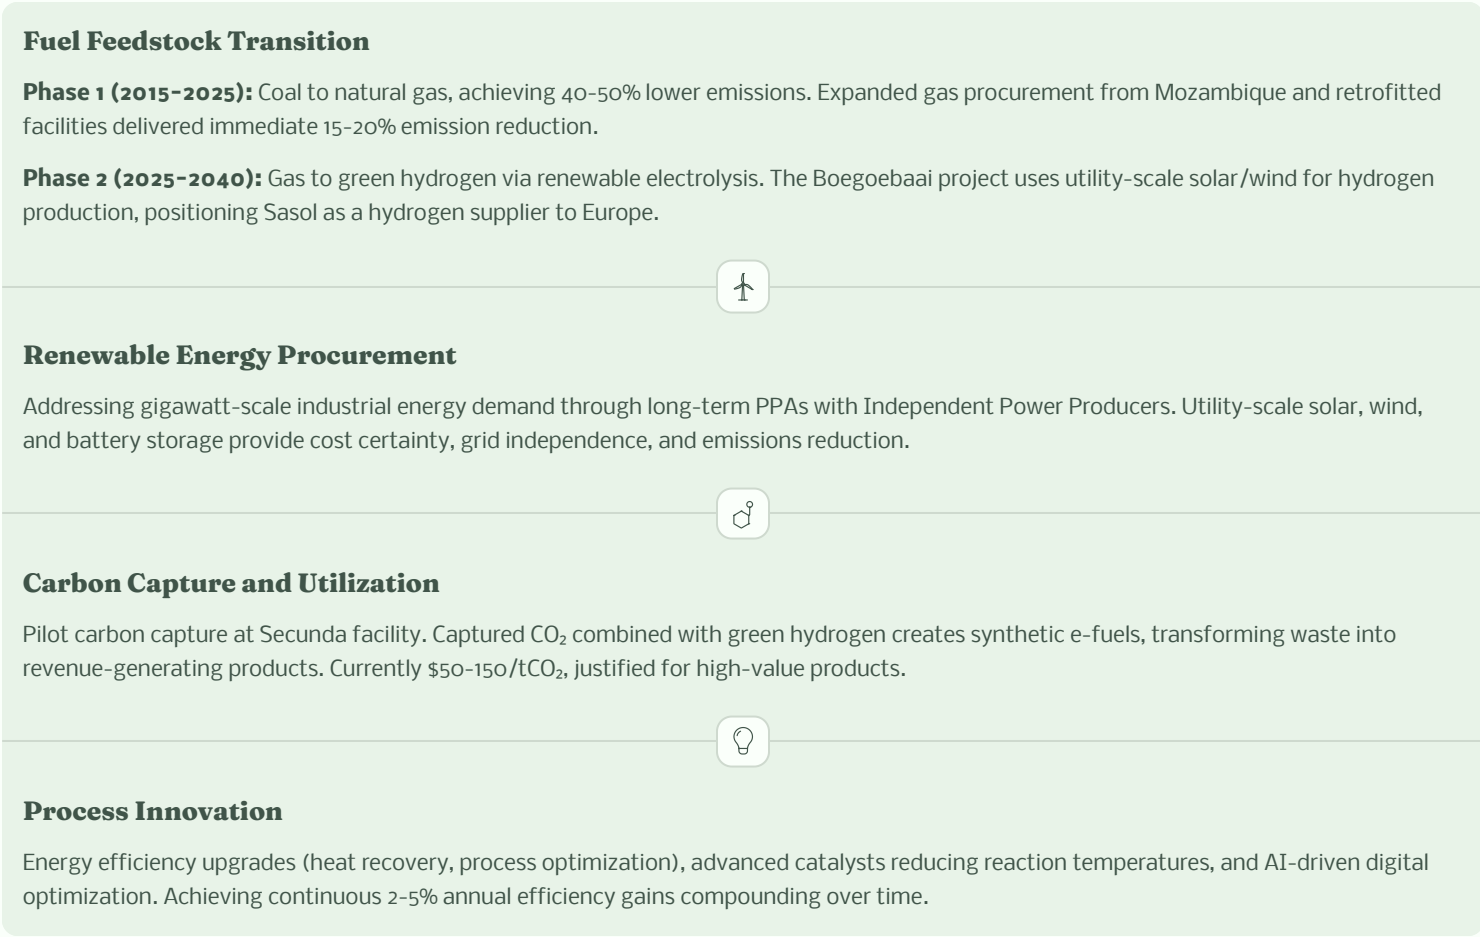 Fuel Feedstock Transition
Phase 1 (2015-2025): Coal to natural gas, achieving 40-50% lower emissions. Expanded gas procurement from Mozambique and retrofitted
facilities delivered immediate 15-20% emission reduction.
Phase 2 (2025-2040): Gas to green hydrogen via renewable electrolysis. The Boegoebaai project uses utility-scale solar/wind for hydrogen
production, positioning Sasol as a hydrogen supplier to Europe.
Renewable Energy Procurement
Addressing gigawatt-scale industrial energy demand through long-term PPAs with Independent Power Producers. Utility-scale solar, wind,
and battery storage provide cost certainty, grid independence, and emissions reduction.
Carbon Capture and Utilization
Pilot carbon capture at Secunda facility. Captured CO₂ combined with green hydrogen creates synthetic e-fuels, transforming waste into
revenue-generating products. Currently $50-150/tCO₂, justified for high-value products.
Process Innovation
Energy efficiency upgrades (heat recovery, process optimization), advanced catalysts reducing reaction temperatures, and AI-driven digital
optimization. Achieving continuous 2-5% annual efficiency gains compounding over time.